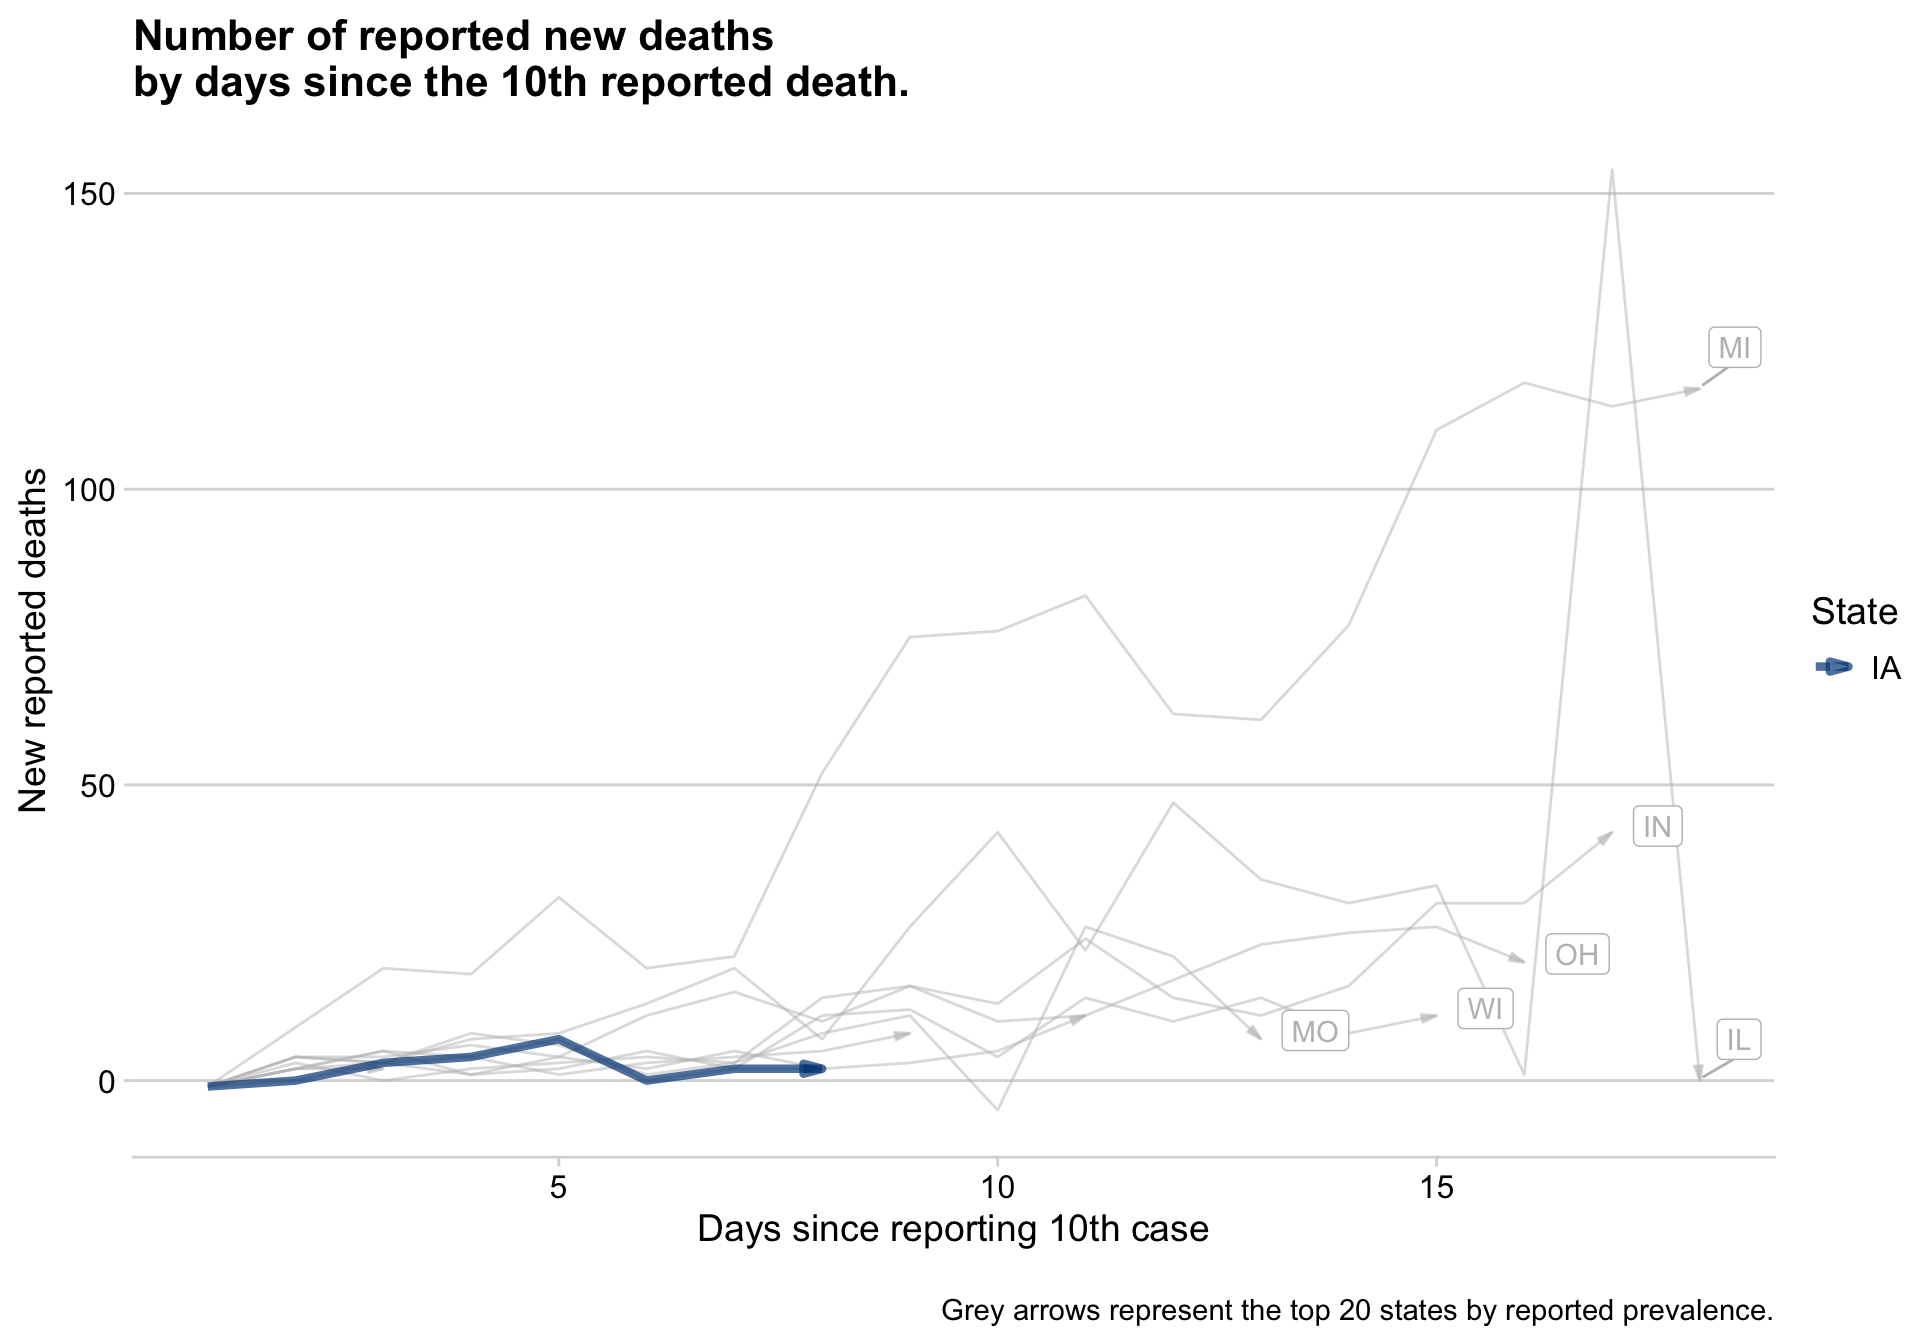 Number of reported new deaths
by days since the 10th reported death.
New reported deaths
150
100
50
0
MI
IN
OH
WI
MO
IL
State
IA
5
10
15
Days since reporting 10th case
Grey arrows represent the top 20 states by reported prevalence.